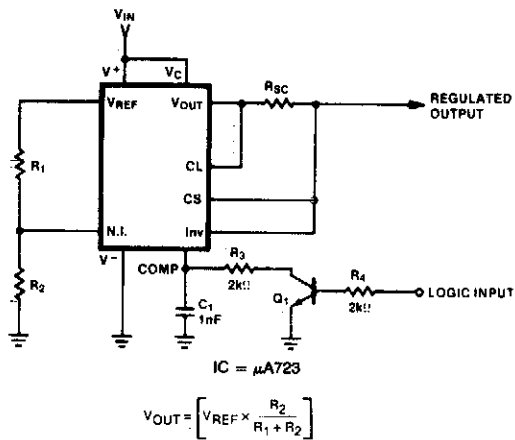 VIN
V+ VC
VREF VOUT RSC REGULATED OUTPUT
R1 CL
CS
N.I. Inv
V−
R2 COMP R3 2kΩ R4 2kΩ LOGIC INPUT
C1 1nF Q1
IC = µA723
VOUT = [VREF × R2 / R1 + R2]